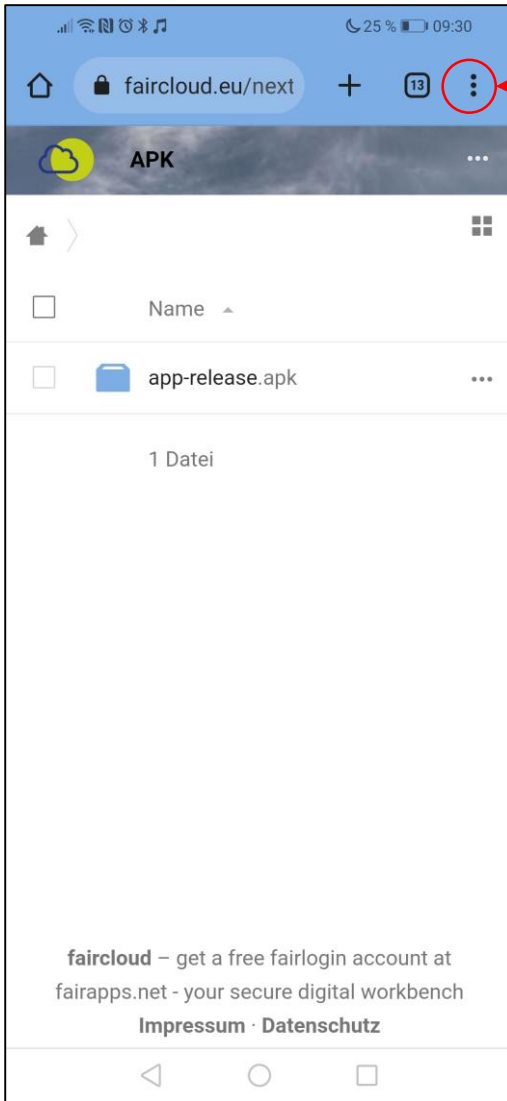 25 % 09:30
faircloud.eu/next
13
APK
Name
app-release.apk
1 Datei
faircloud – get a free fairlogin account at
fairapps.net - your secure digital workbench
Impressum · Datenschutz